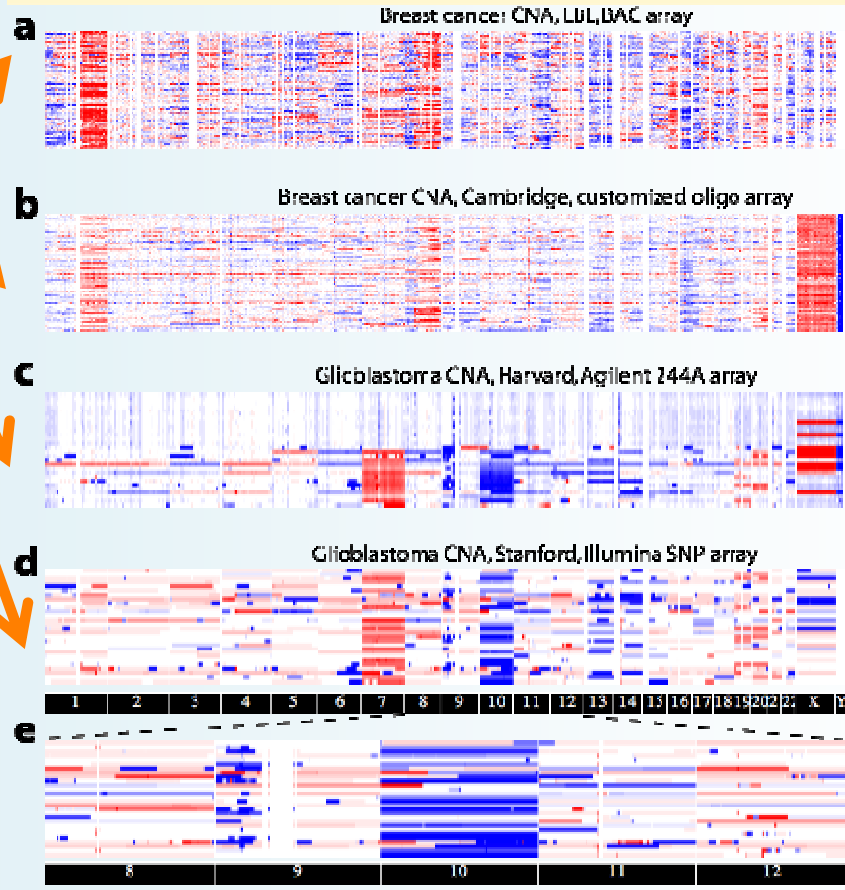 a
Breast cancer CNA, LBL, BAC array
b
Breast cancer CNA, Cambridge, customized oligo array
c
Glioblastoma CNA, Harvard, Agilent 244A array
d
Glioblastoma CNA, Stanford, Illumina SNP array
1 2 3 4 5 6 7 8 9 10 11 12 13 14 15 16 17 18 19 20 21 22 X Y
e
8 9 10 11 12